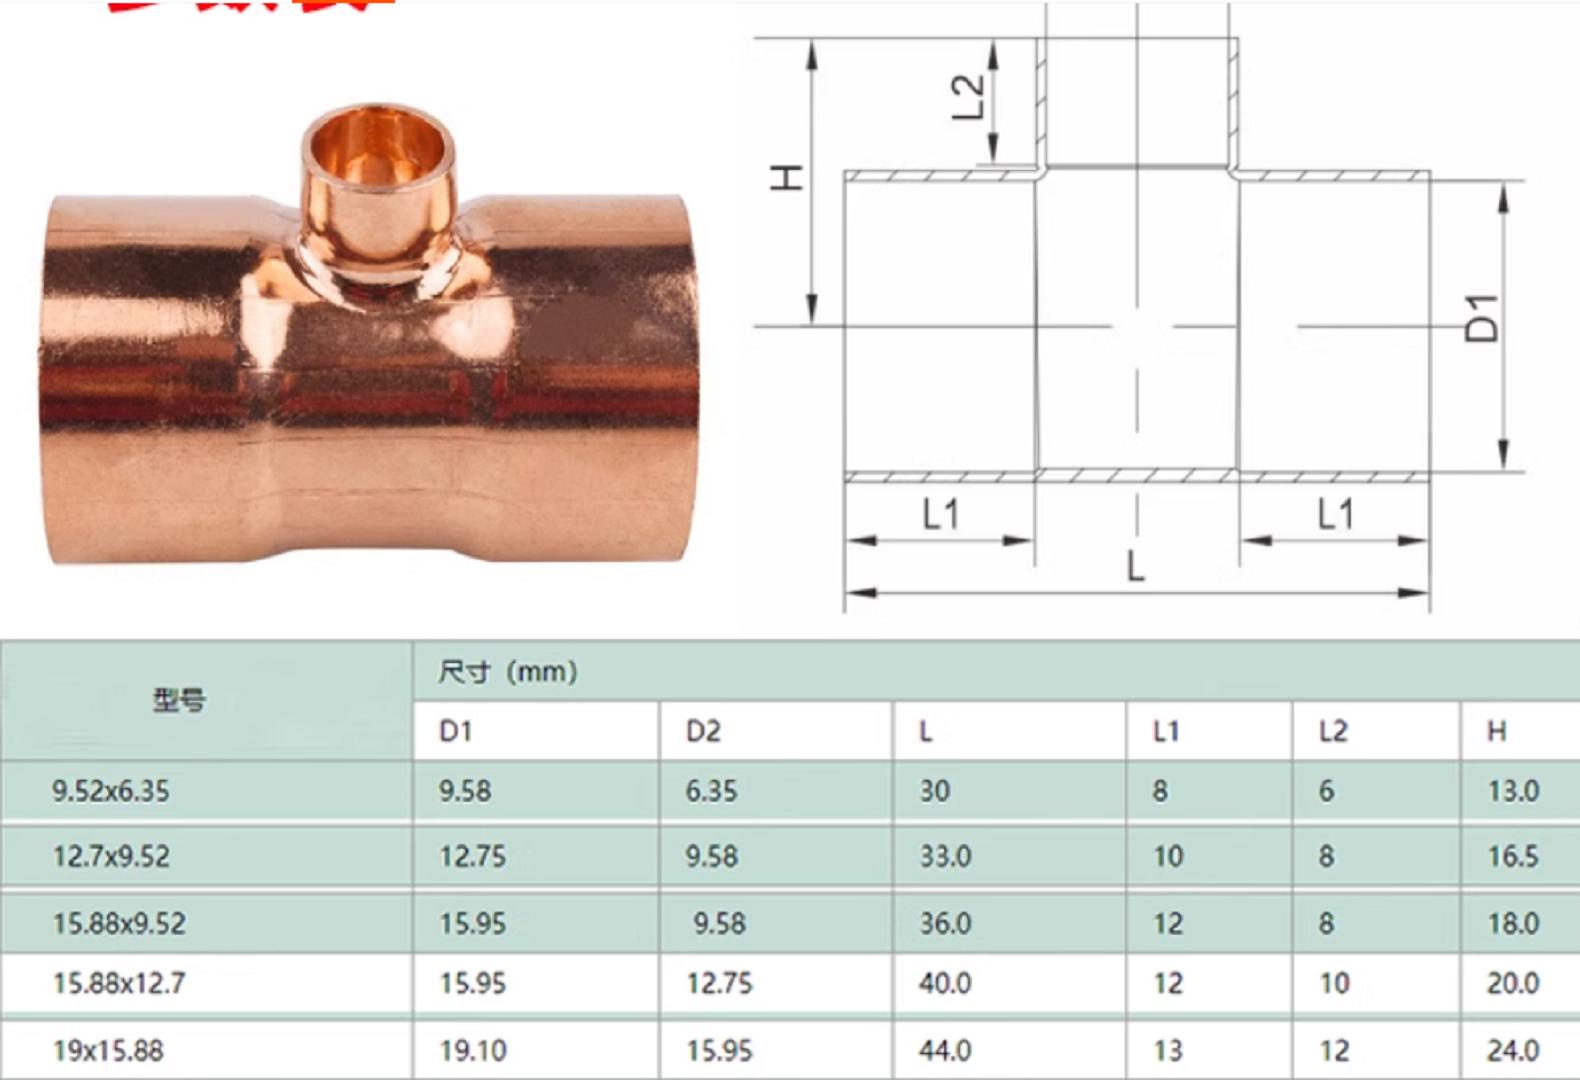 L2
H
D1
L1
L1
L
型号
尺寸（mm）
D1 D2 L L1 L2 H
9.52x6.35 9.58 6.35 30 8 6 13.0
12.7x9.52 12.75 9.58 33.0 10 8 16.5
15.88x9.52 15.95 9.58 36.0 12 8 18.0
15.88x12.7 15.95 12.75 40.0 12 10 20.0
19x15.88 19.10 15.95 44.0 13 12 24.0